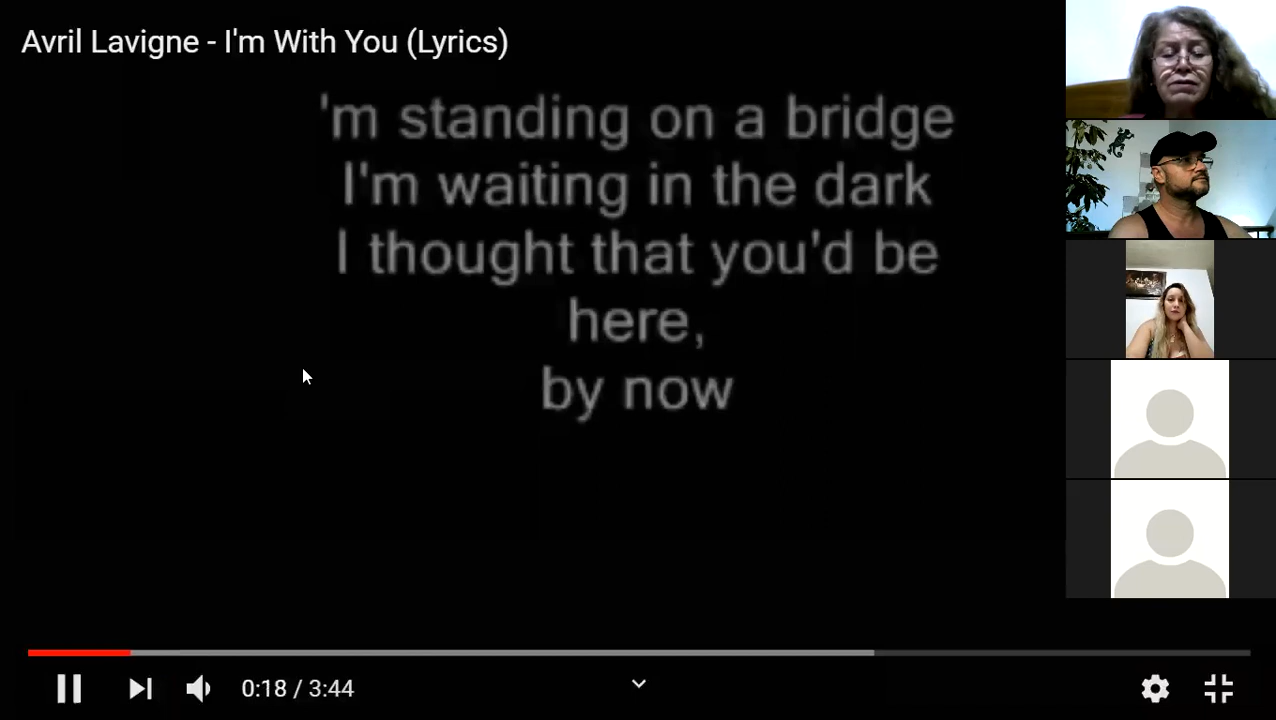 Avril Lavigne - I'm With You (Lyrics)
'm standing on a bridge
I'm waiting in the dark
I thought that you'd be
here,
by now
0:18 / 3:44